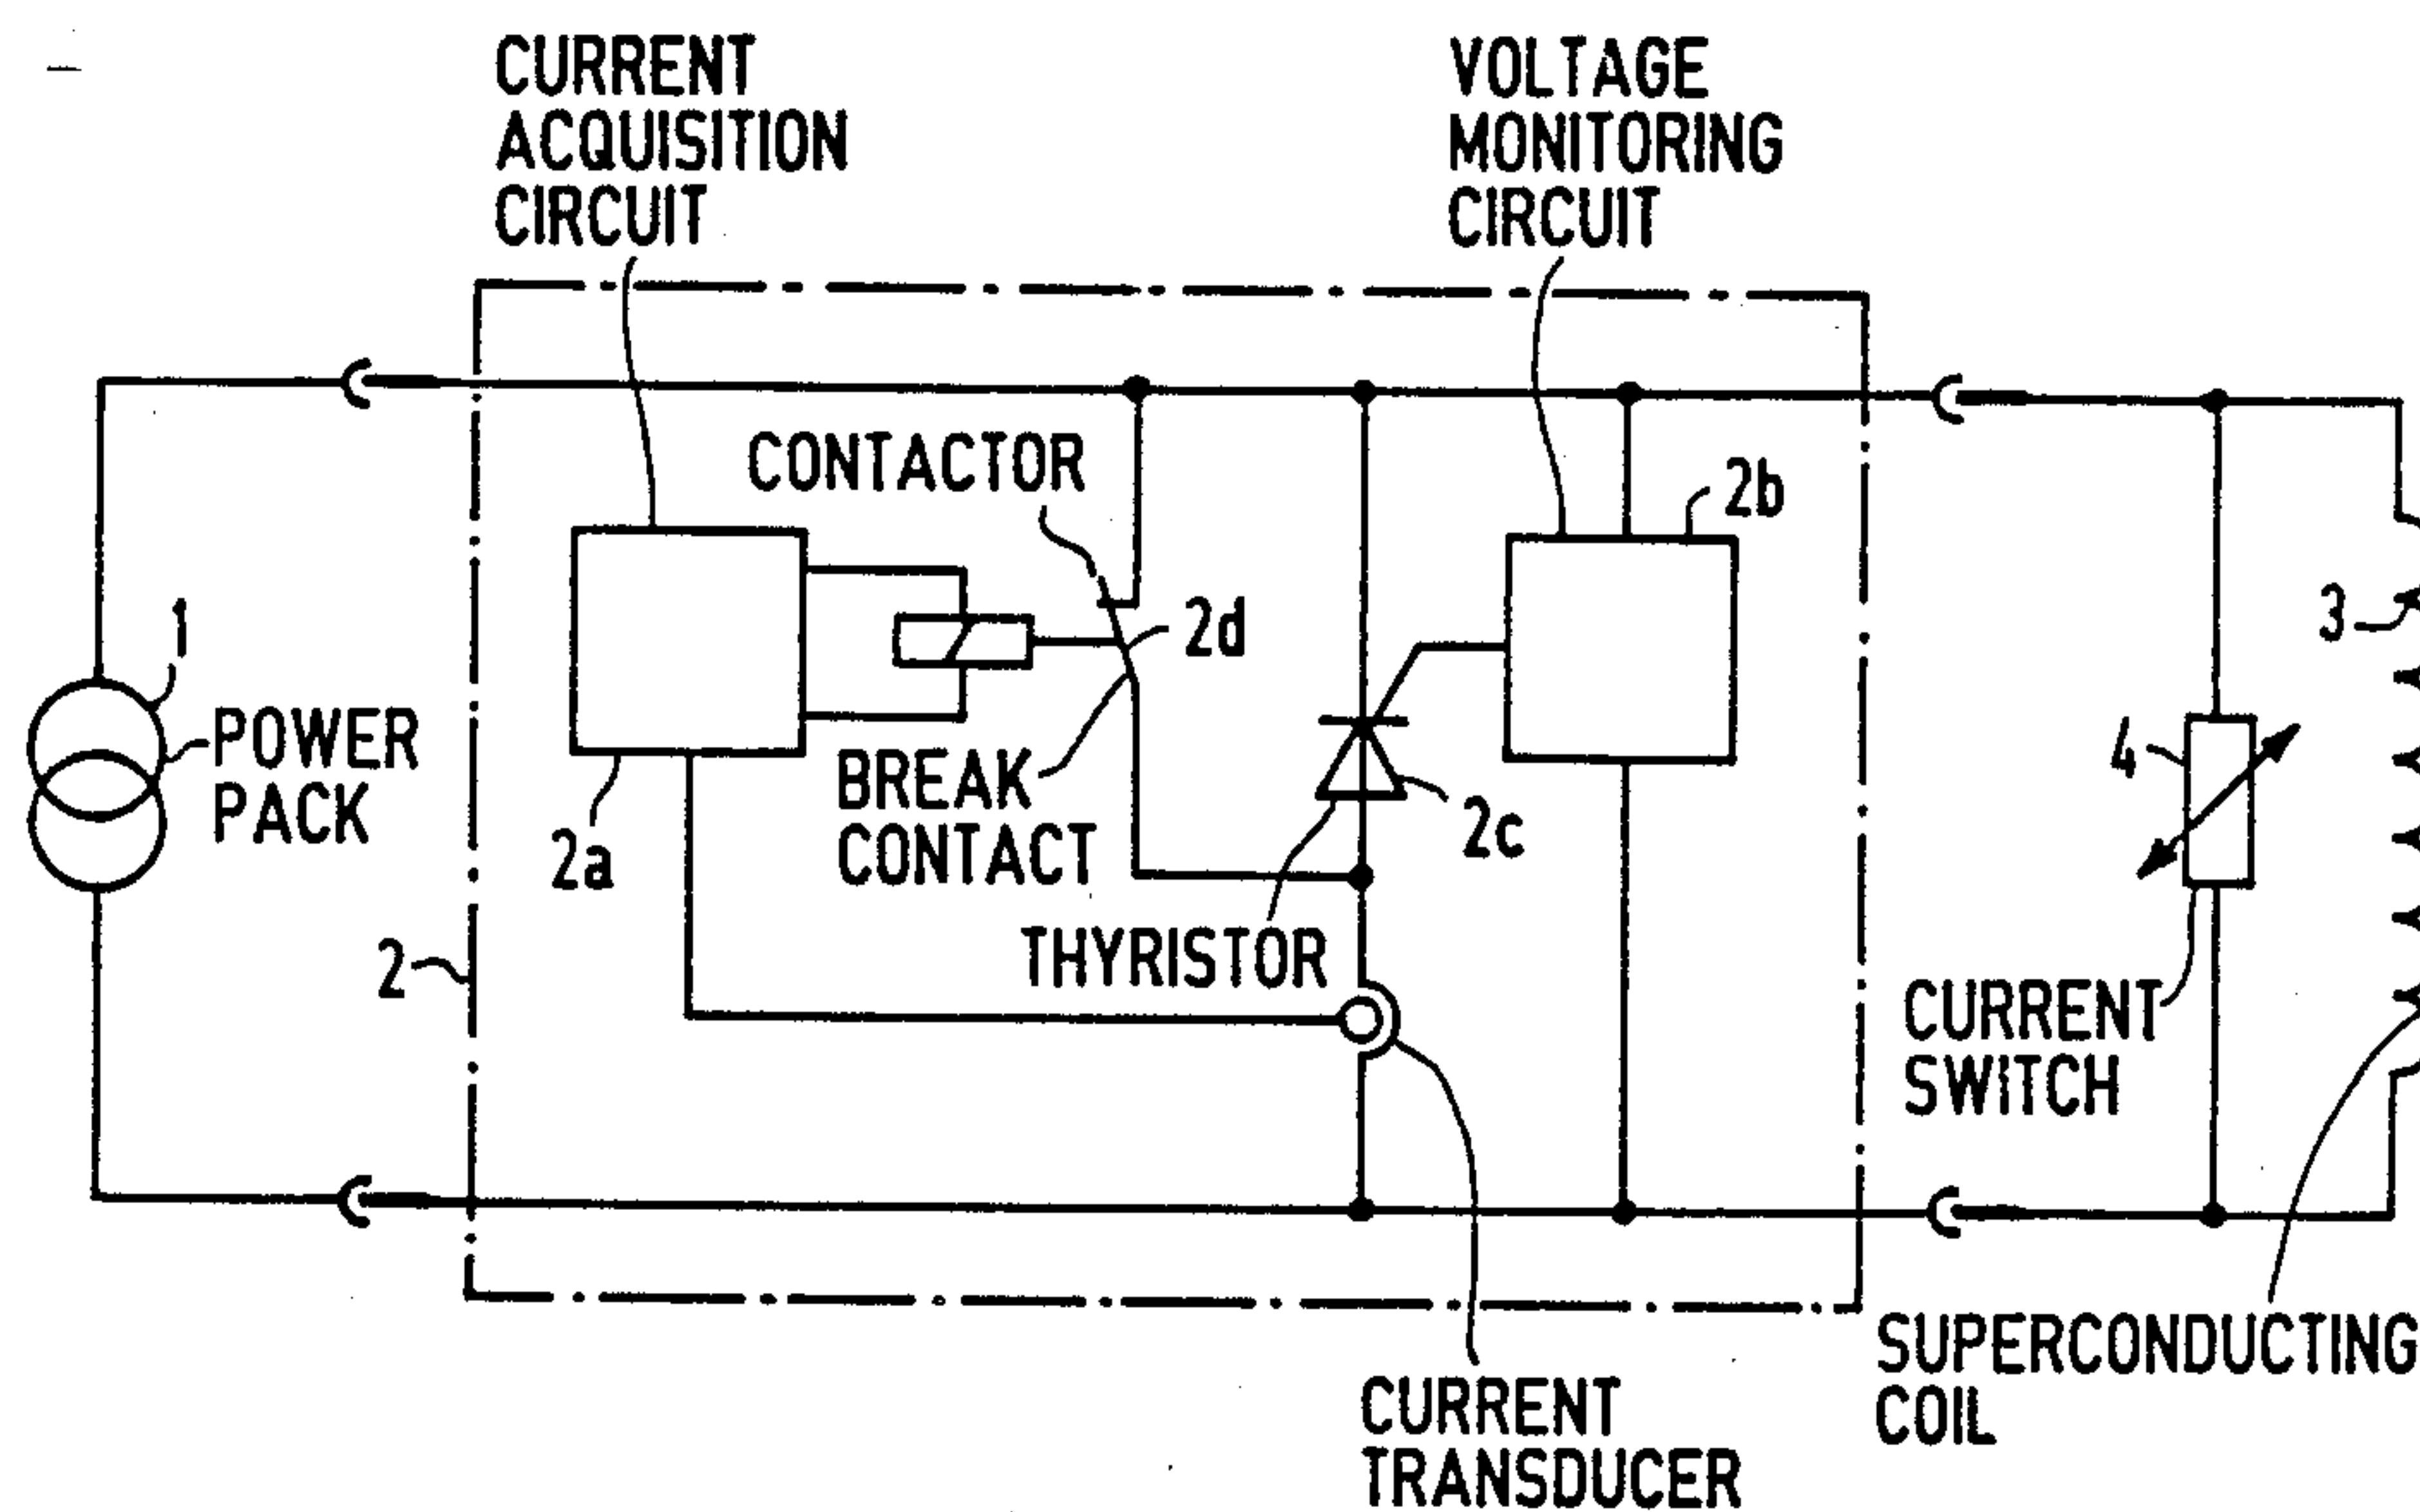 CURRENT
ACQUISITION
CIRCUIT
VOLTAGE
MONITORING
CIRCUIT
CONTACTOR
2b
1
2d
3
POWER
PACK
BREAK
CONTACT
4
2a
2c
2
THYRISTOR
CURRENT
SWITCH
SUPERCONDUCTING
COIL
CURRENT
TRANSDUCER